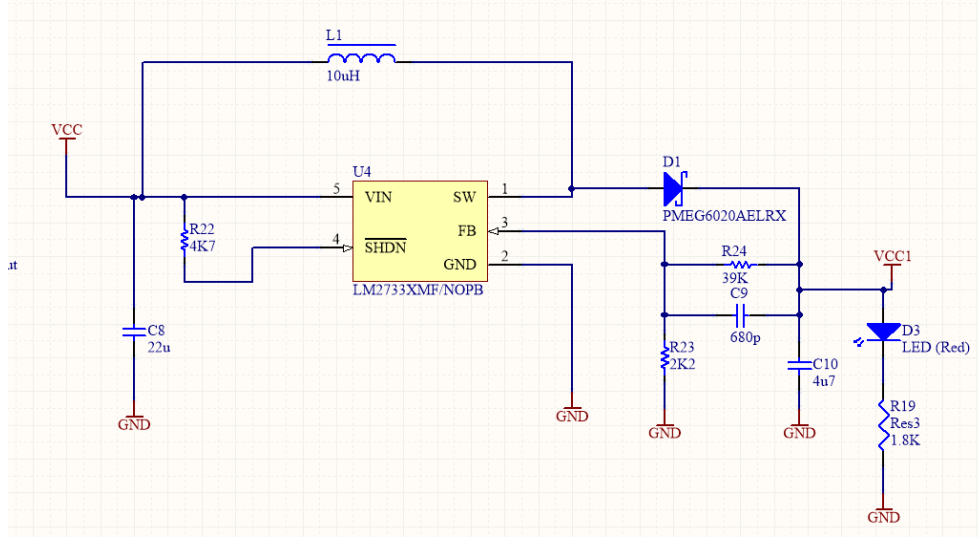 L1
10uH
VCC
U4
5
VIN
SW
1
R22
4K7
4
SHDN
FB
3
GND
2
LM2733XMF/NOPB
D1
PMEG6020AELRX
R24
39K
C9
680p
VCC1
ut
C8
22u
R23
2K2
C10
4u7
D3
LED (Red)
R19
Res3
1.8K
GND
GND
GND
GND
GND